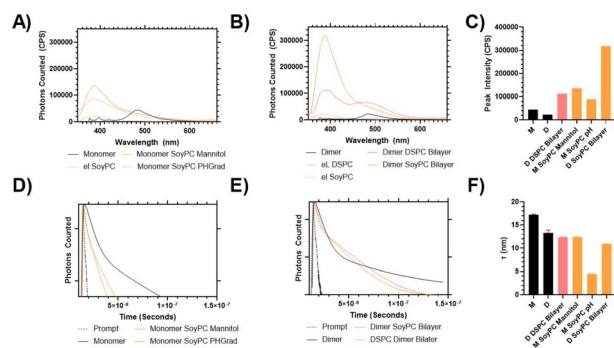 A)
B)
C)
Photons Counted (CPS)
300000
200000
100000
0
400
500
600
Wavelength (nm)
Monomer
Monomer SoyPC Mannitol
el SoyPC
Monomer SoyPC PHGrad
Photons Counted (CPS)
300000
200000
100000
0
400
500
600
Wavelength (nm)
Dimer
Dimer DSPC Bilayer
eL DSPC
Dimer SoyPC Bilayer
el SoyPC
Peak Intensity (CPS)
400000
300000
200000
100000
0
M
D
D DSPC Bilayer
M SoyPC Mannitol
M SoyPC pH
D SoyPC Bilayer
D)
E)
F)
Photons Counted
5×10⁻⁸
1×10⁻⁷
1.5×10⁻⁷
Time (Seconds)
Prompt
Monomer SoyPC Mannitol
Monomer
Monomer SoyPC PHGrad
Photons Counted
5×10⁻⁸
1×10⁻⁷
1.5×10⁻⁷
Time (Seconds)
Prompt
Dimer SoyPC Bilayer
Dimer
DSPC Dimer Bilater
τ (nm)
20
15
10
5
0
M
D
D DSPC Bilayer
M SoyPC Mannitol
M SoyPC pH
D SoyPC Bilayer